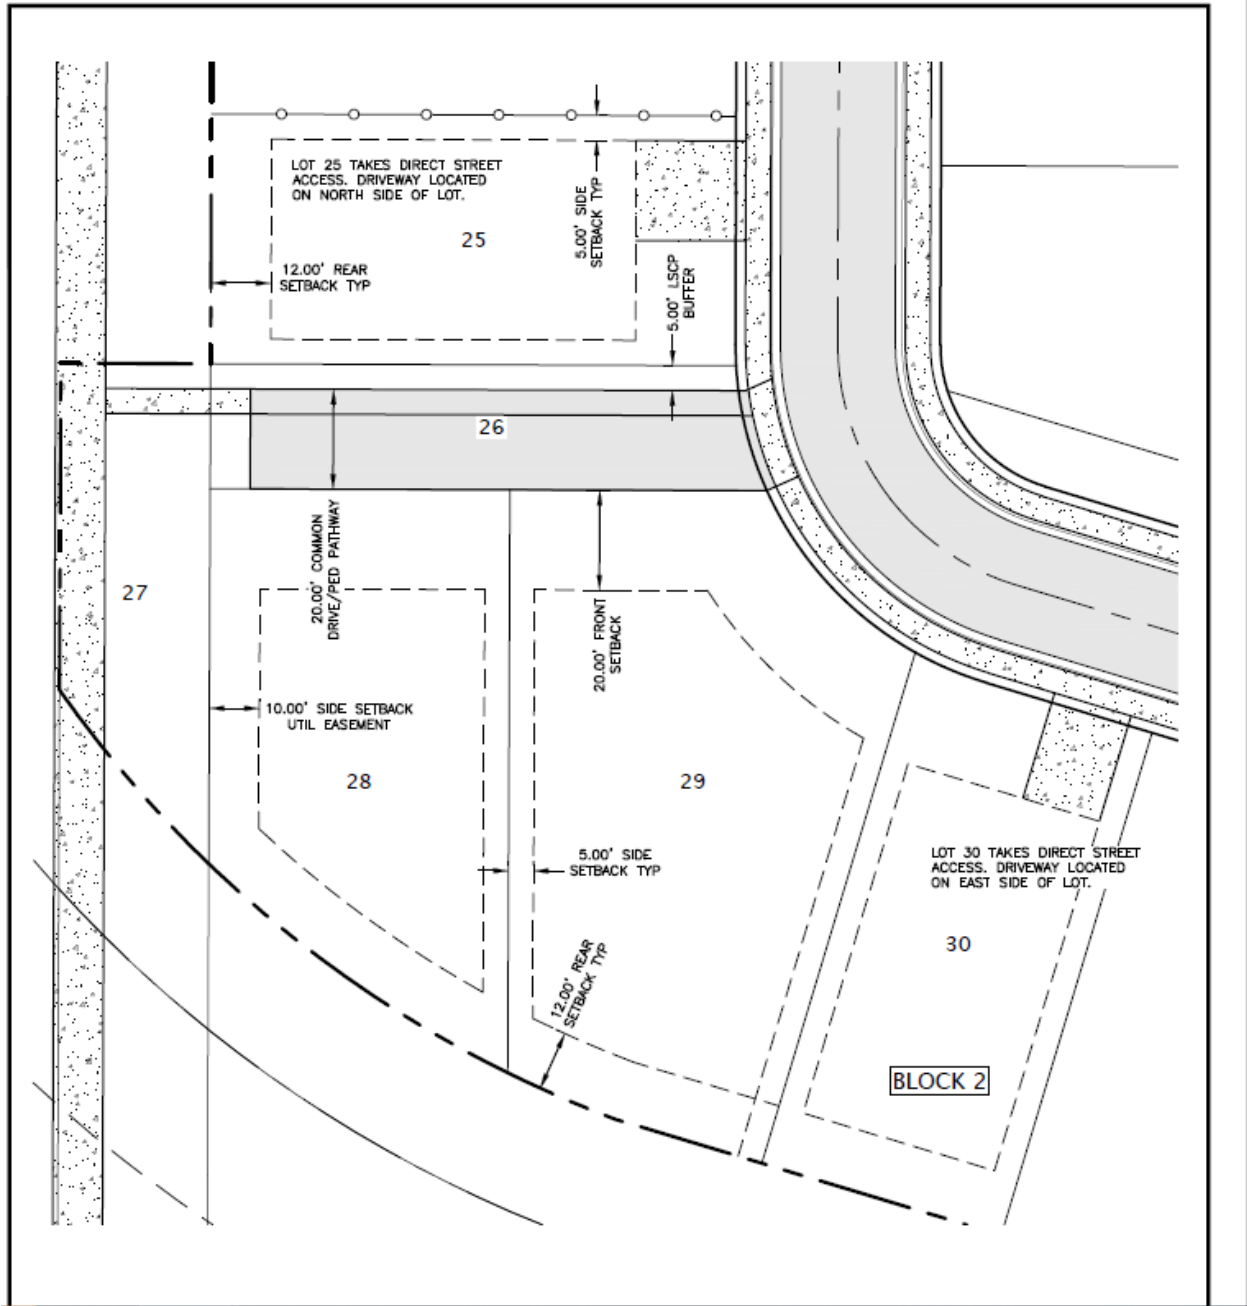 LOT 25 TAKES DIRECT STREET
ACCESS. DRIVEWAY LOCATED
ON NORTH SIDE OF LOT.
5.00' SIDE
SETBACK TYP
25
12.00' REAR
SETBACK TYP
5.00' LSCP
BUFFER
26
20.00' COMMON
DRIVE/PED PATHWAY
27
20.00' FRONT
SETBACK
10.00' SIDE SETBACK
UTIL EASEMENT
28
29
5.00' SIDE
SETBACK TYP
LOT 30 TAKES DIRECT STREET
ACCESS. DRIVEWAY LOCATED
ON EAST SIDE OF LOT.
30
12.00' REAR
SETBACK TYP
BLOCK 2